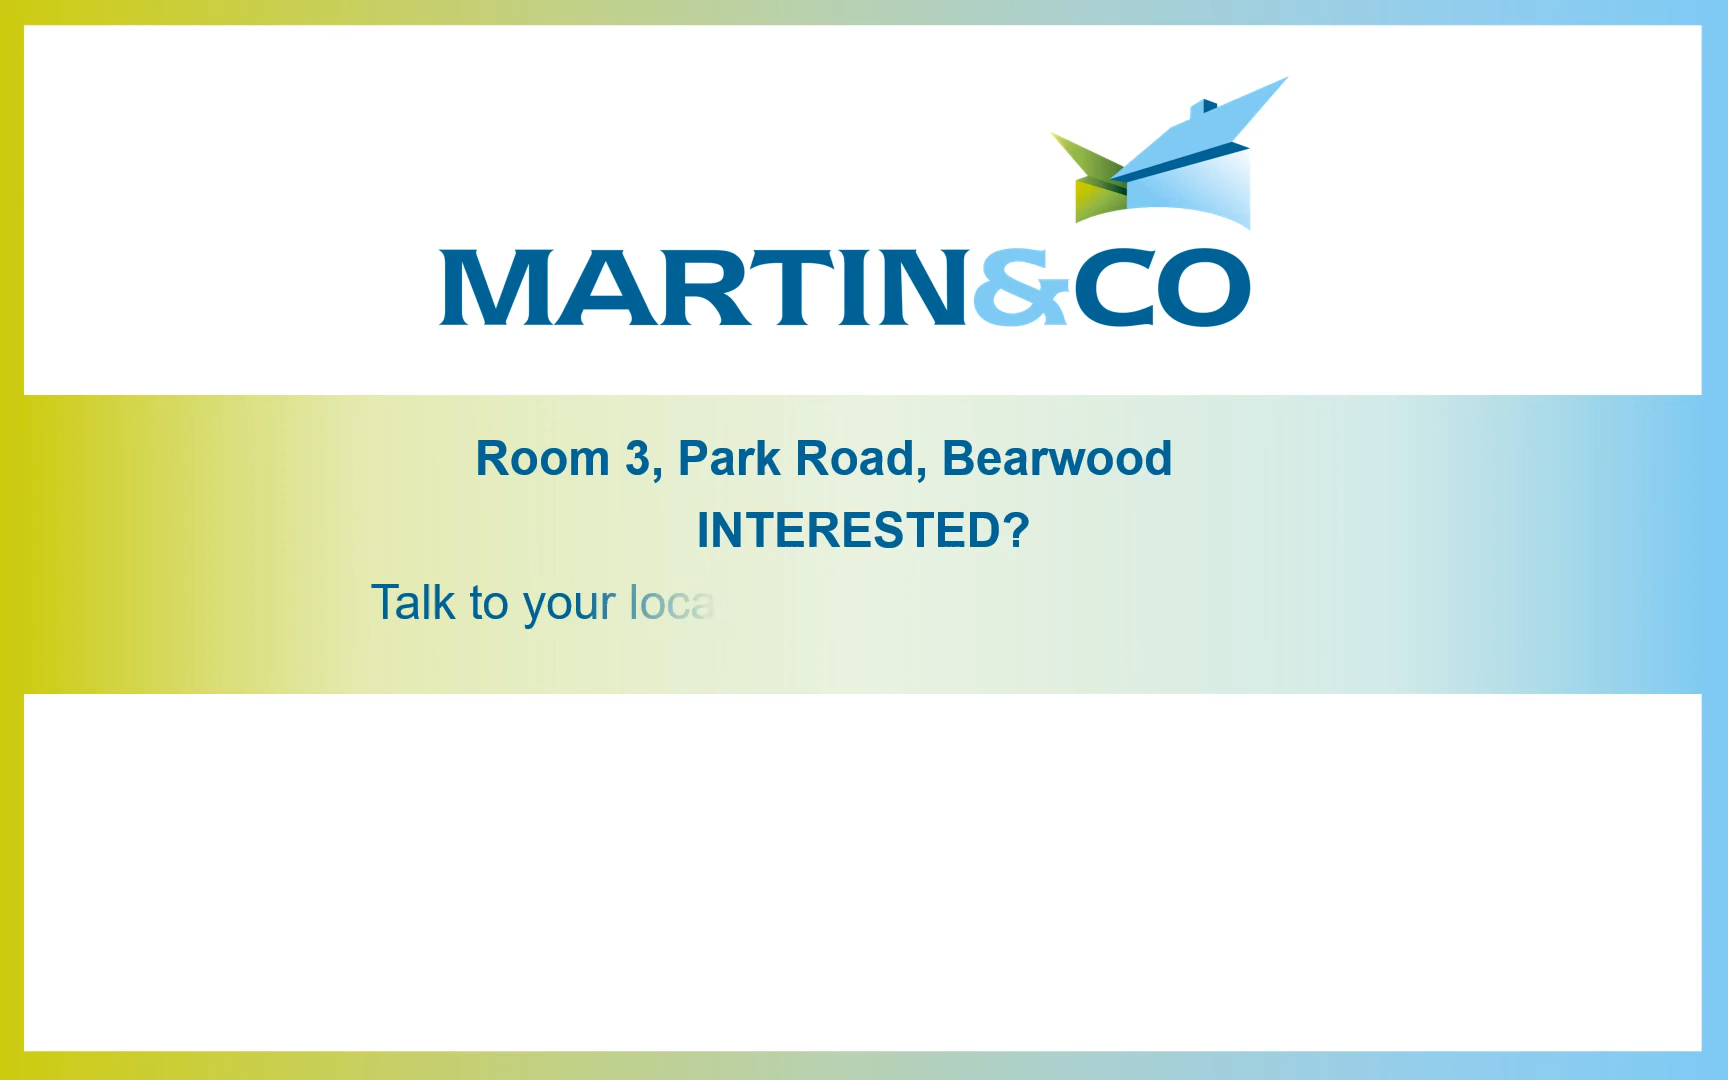 MARTIN&CO
Room 3, Park Road, Bearwood
INTERESTED?
Talk to your loca